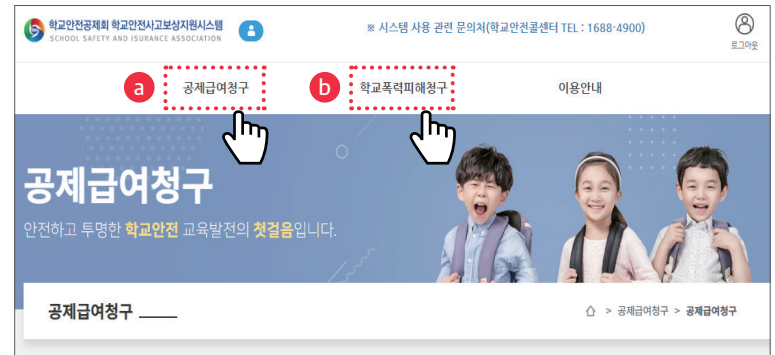 학교안전공제회 학교안전사고보상지원시스템
SCHOOL SAFETY AND ISURANCE ASSOCIATION
※ 시스템 사용 관련 문의처(학교안전콜센터 TEL : 1688-4900)
로그아웃
a 공제급여청구
b 학교폭력피해청구
이용안내
공제급여청구
안전하고 투명한 학교안전 교육발전의 첫걸음입니다.
공제급여청구
> 공제급여청구 > 공제급여청구